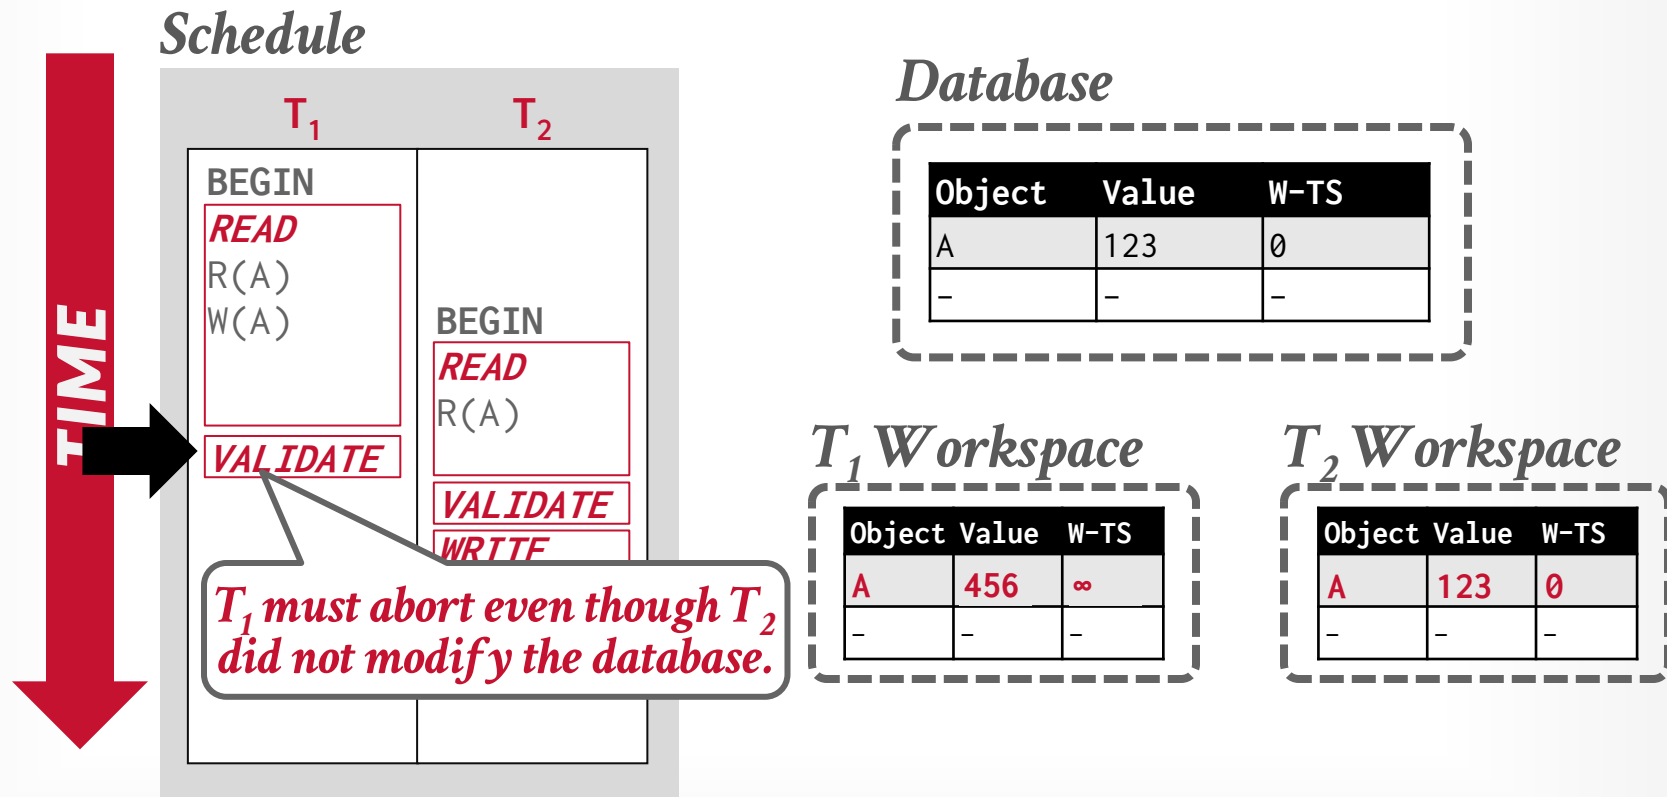 Schedule
TIME
T1 T2
BEGIN
READ
R(A)
W(A)
VALIDATE
BEGIN
READ
R(A)
VALIDATE
WRITE
T1 must abort even though T2
did not modify the database.
Database
Object Value W-TS
A 123 0
- - -
T1 Workspace
Object Value W-TS
A 456 ∞
- - -
T2 Workspace
Object Value W-TS
A 123 0
- - -